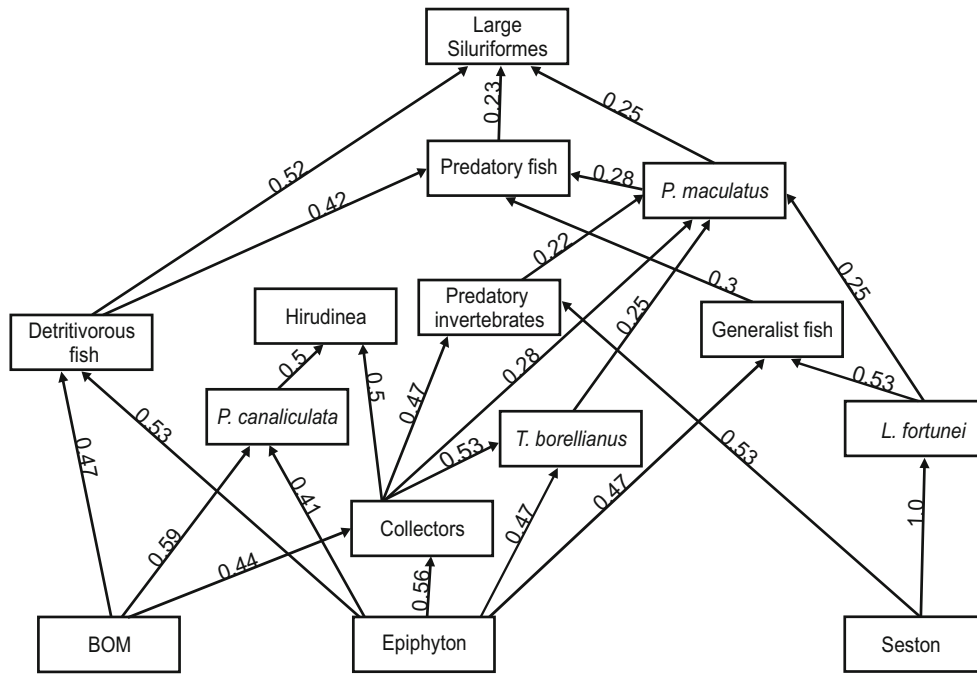 Large
Siluriformes
0.23
0.25
0.52
Predatory fish
0.28
P. maculatus
0.42
0.22
0.3
0.25
0.25
Hirudinea
Predatory
invertebrates
Generalist fish
Detritivorous
fish
0.5
0.5
0.47
0.28
0.53
P. canaliculata
T. borellianus
L. fortunei
0.47
0.53
0.53
0.53
0.41
0.47
0.47
1.0
0.59
0.44
Collectors
0.56
BOM
Epiphyton
Seston